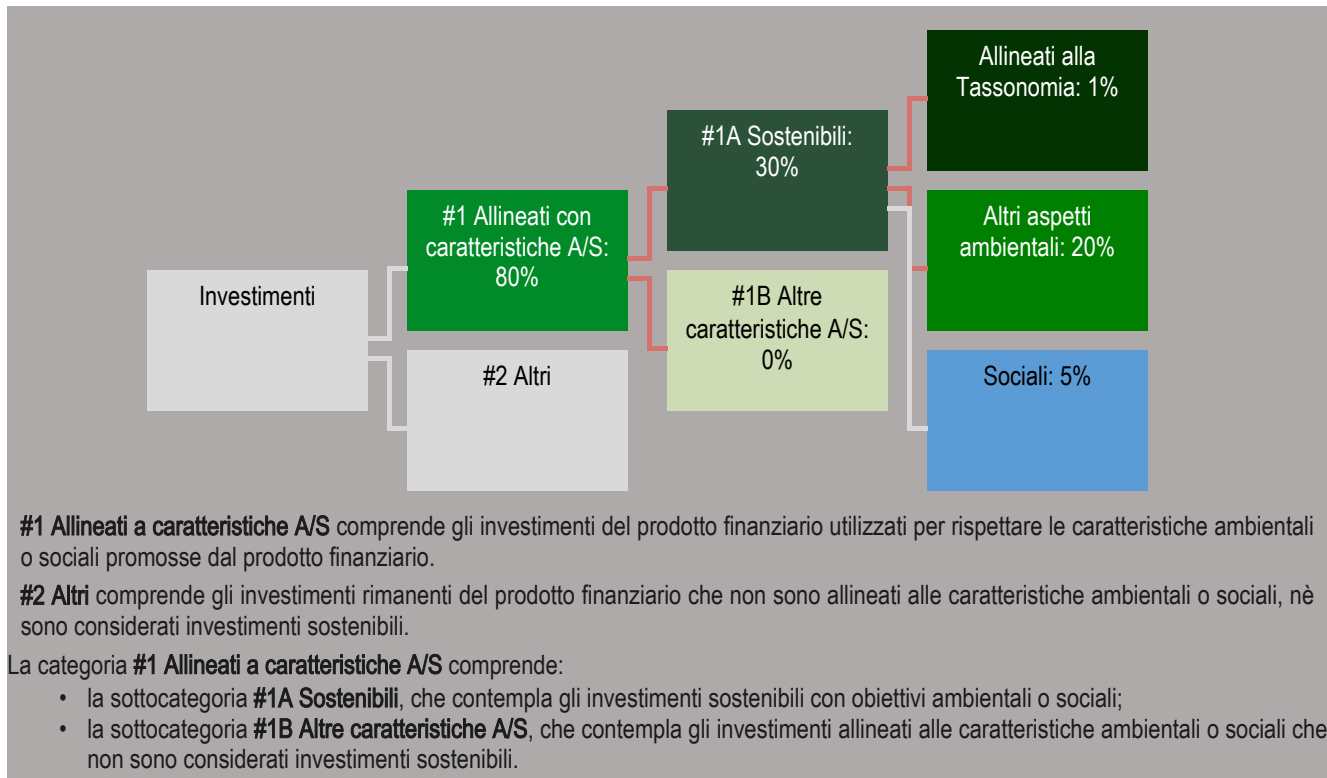 Allineati alla
Tassonomia: 1%
#1A Sostenibili:
30%
#1 Allineati con
caratteristiche A/S:
80%
Altri aspetti
ambientali: 20%
Investimenti
#1B Altre
caratteristiche A/S:
0%
#2 Altri
Sociali: 5%
#1 Allineati a caratteristiche A/S comprende gli investimenti del prodotto finanziario utilizzati per rispettare le caratteristiche ambientali
o sociali promosse dal prodotto finanziario.
#2 Altri comprende gli investimenti rimanenti del prodotto finanziario che non sono allineati alle caratteristiche ambientali o sociali, nè
sono considerati investimenti sostenibili.
La categoria #1 Allineati a caratteristiche A/S comprende:
• la sottocategoria #1A Sostenibili, che contempla gli investimenti sostenibili con obiettivi ambientali o sociali;
• la sottocategoria #1B Altre caratteristiche A/S, che contempla gli investimenti allineati alle caratteristiche ambientali o sociali che
non sono considerati investimenti sostenibili.